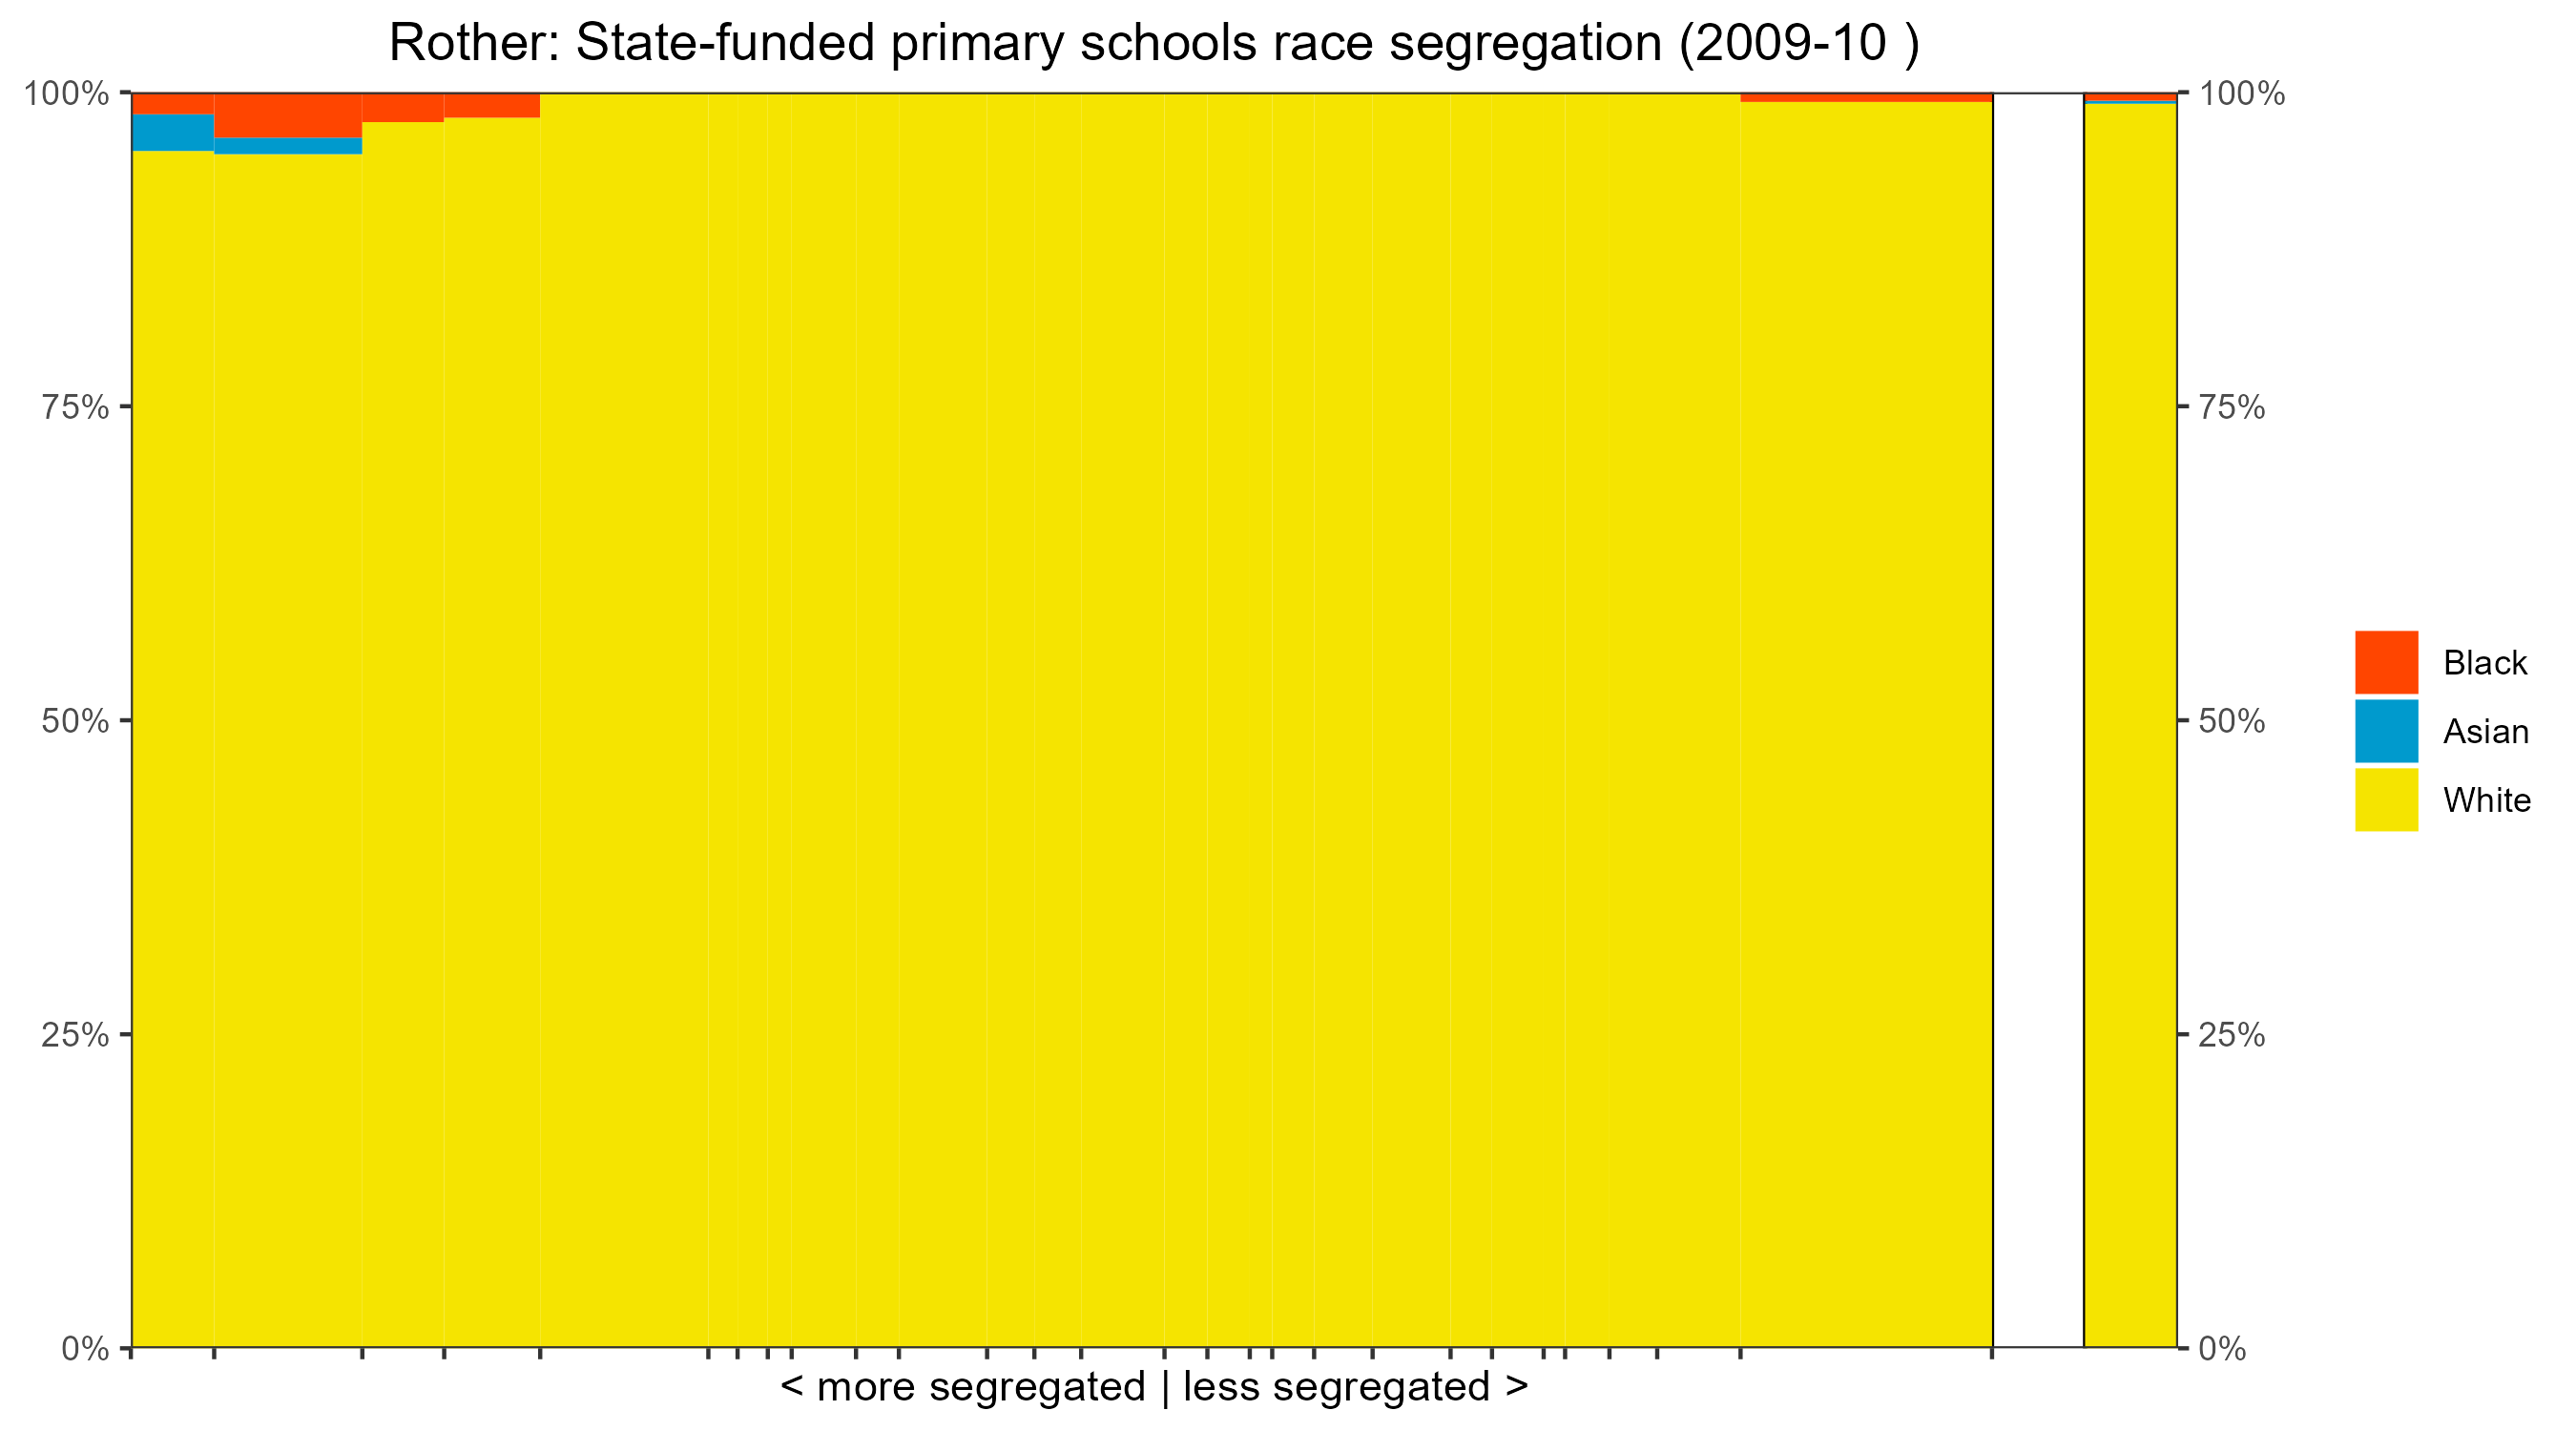 Rother: State-funded primary schools race segregation (2009-10 )
100%
75%
50%
25%
0%
100%
75%
50%
25%
0%
Black
Asian
White
< more segregated | less segregated >